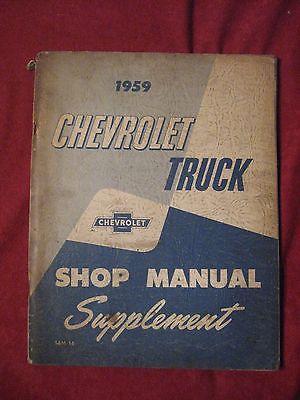 1959
CHEVROLET
TRUCK
CHEVROLET
SHOP MANUAL
Supplement